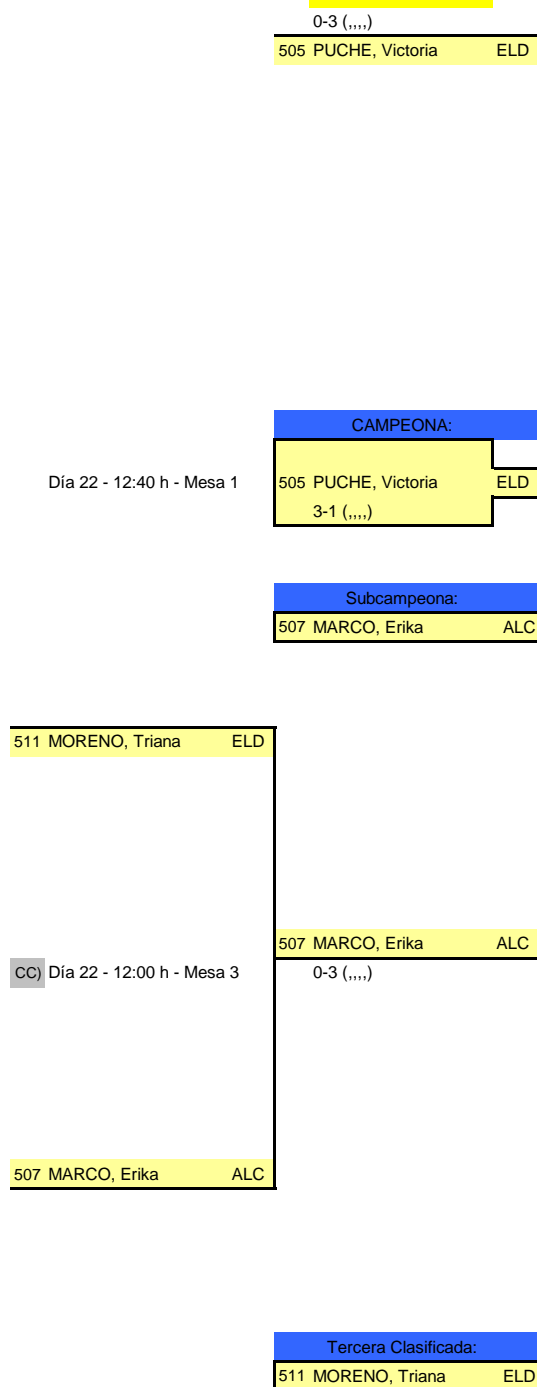 0-3 (,,,,)
505 PUCHE, Victoria ELD
CAMPEONA:
Día 22 - 12:40 h - Mesa 1 505 PUCHE, Victoria ELD
3-1 (,,,,)
Subcampeona:
507 MARCO, Erika ALC
511 MORENO, Triana ELD
507 MARCO, Erika ALC
CC) Día 22 - 12:00 h - Mesa 3 0-3 (,,,,)
507 MARCO, Erika ALC
Tercera Clasificada:
511 MORENO, Triana ELD